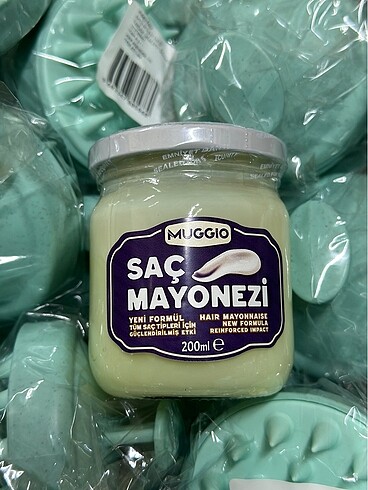 MUGGIO
SAÇ
MAYONEZİ
YENİ FORMÜL
TÜM SAÇ TİPLERİ İÇİN
GÜÇLENDİRİLMİŞ ETKİ
HAIR MAYONNAISE
NEW FORMULA
REINFORCED IMPACT
200ml ℮